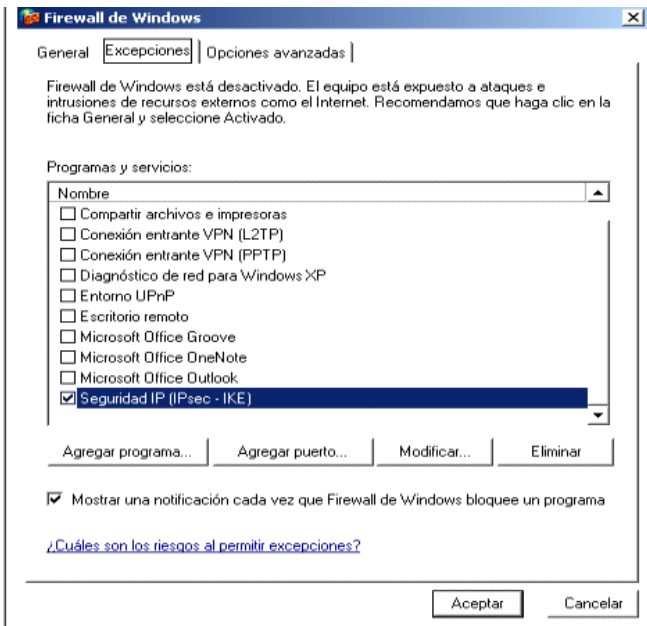 Firewall de Windows
General Excepciones Opciones avanzadas
Firewall de Windows está desactivado. El equipo está expuesto a ataques e
intrusiones de recursos externos como el Internet. Recomendamos que haga clic en la
ficha General y seleccione Activado.
Programas y servicios:
Nombre
Compartir archivos e impresoras
Conexión entrante VPN (L2TP)
Conexión entrante VPN (PPTP)
Diagnóstico de red para Windows XP
Entorno UPnP
Escritorio remoto
Microsoft Office Groove
Microsoft Office OneNote
Microsoft Office Outlook
Seguridad IP (IPsec - IKE)
Agregar programa... Agregar puerto... Modificar... Eliminar
Mostrar una notificación cada vez que Firewall de Windows bloquee un programa
¿Cuáles son los riesgos al permitir excepciones?
Aceptar Cancelar